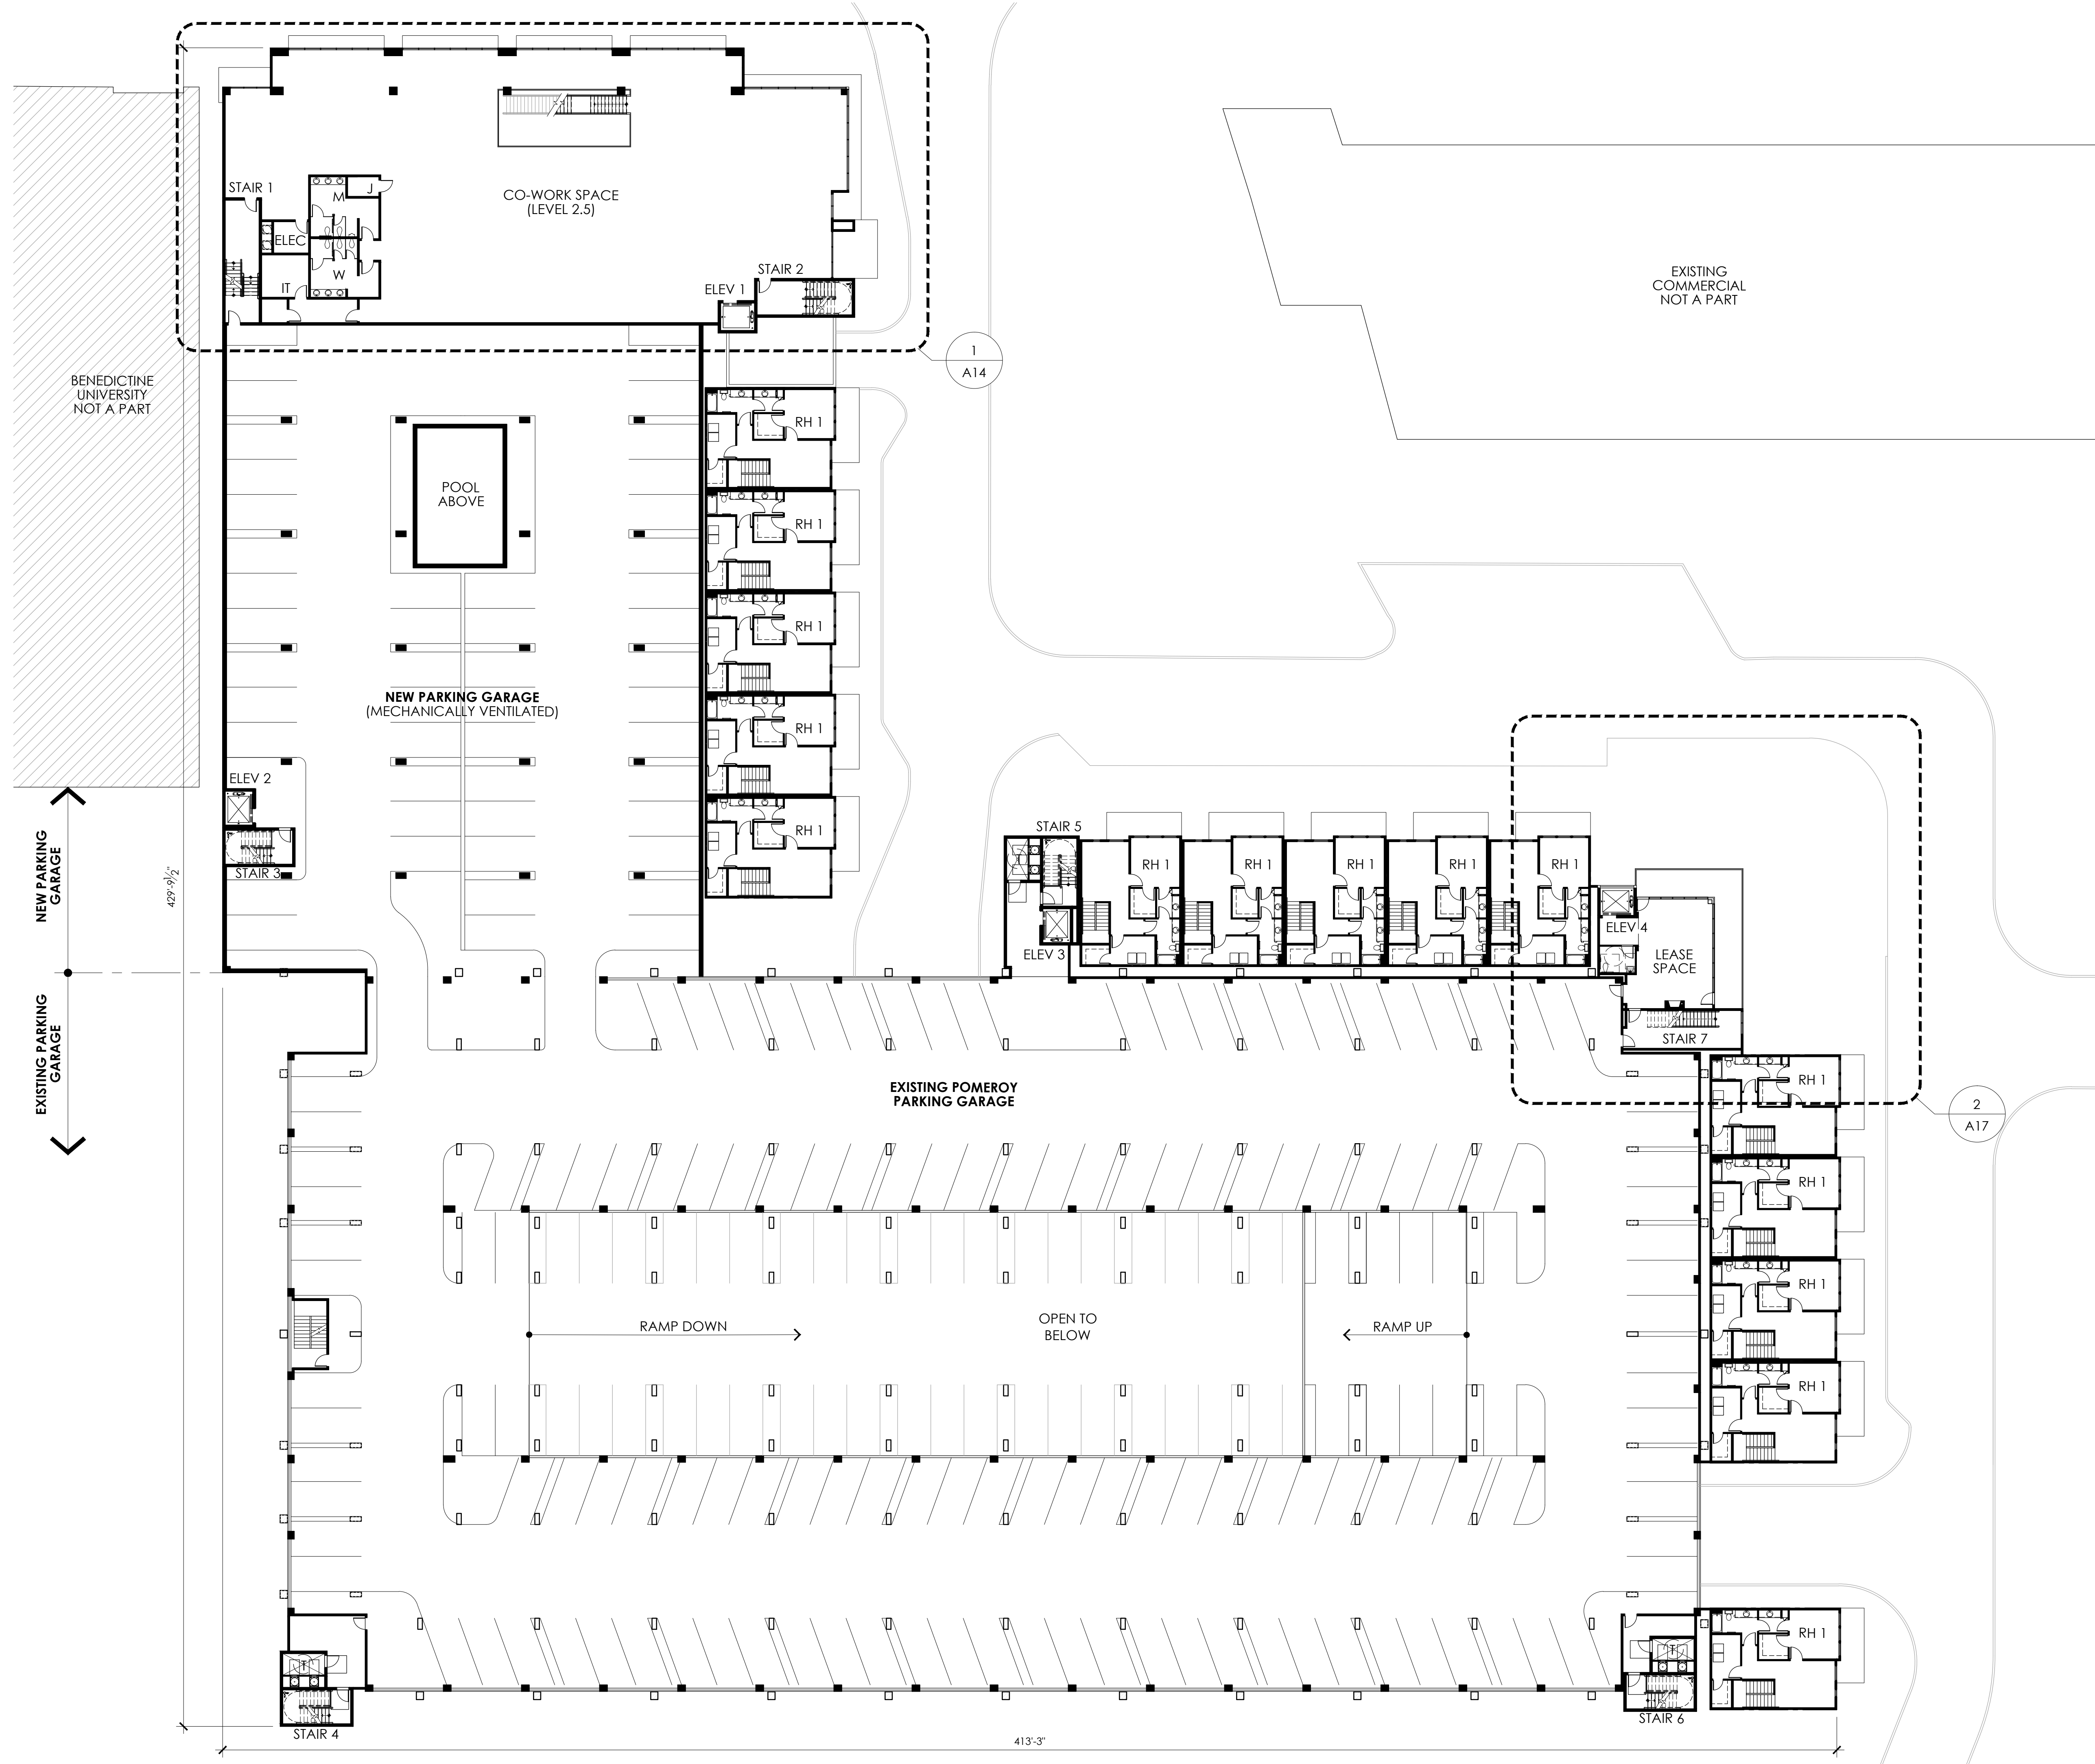 STAIR 1
M
J
CO-WORK SPACE
(LEVEL 2.5)
ELEC
W
IT
STAIR 2
ELEV 1
EXISTING
COMMERCIAL
NOT A PART
1
A14
BENEDICTINE
UNIVERSITY
NOT A PART
RH 1
POOL
ABOVE
RH 1
RH 1
NEW PARKING GARAGE
(MECHANICALLY VENTILATED)
RH 1
ELEV 2
RH 1
STAIR 3
NEW PARKING
GARAGE
429'-9½"
STAIR 5
T
RH 1
RH 1
RH 1
RH 1
RH 1
ELEV 3
ELEV 4
LEASE
SPACE
STAIR 7
EXISTING PARKING
GARAGE
EXISTING POMEROY
PARKING GARAGE
RH 1
2
A17
RH 1
RH 1
RAMP DOWN
OPEN TO
BELOW
RAMP UP
RH 1
RH 1
T
T
STAIR 4
STAIR 6
413'-3"